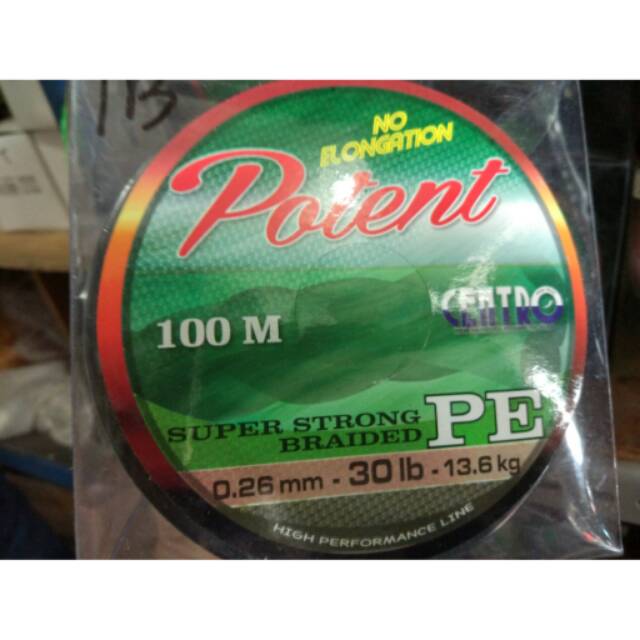 NO
ELONGATION
Potent
CENTRO
100 M
SUPER STRONG
BRAIDED PE
0.26 mm - 30 lb - 13.6 kg
HIGH PERFORMANCE LINE